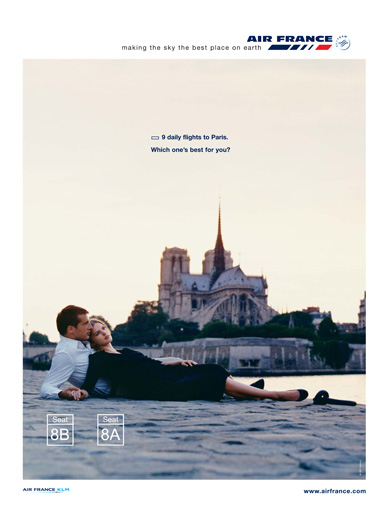 AIR FRANCE
making the sky the best place on earth
9 daily flights to Paris.
Which one's best for you?
Seat
8B
Seat
8A
AIR FRANCE KLM
www.airfrance.com